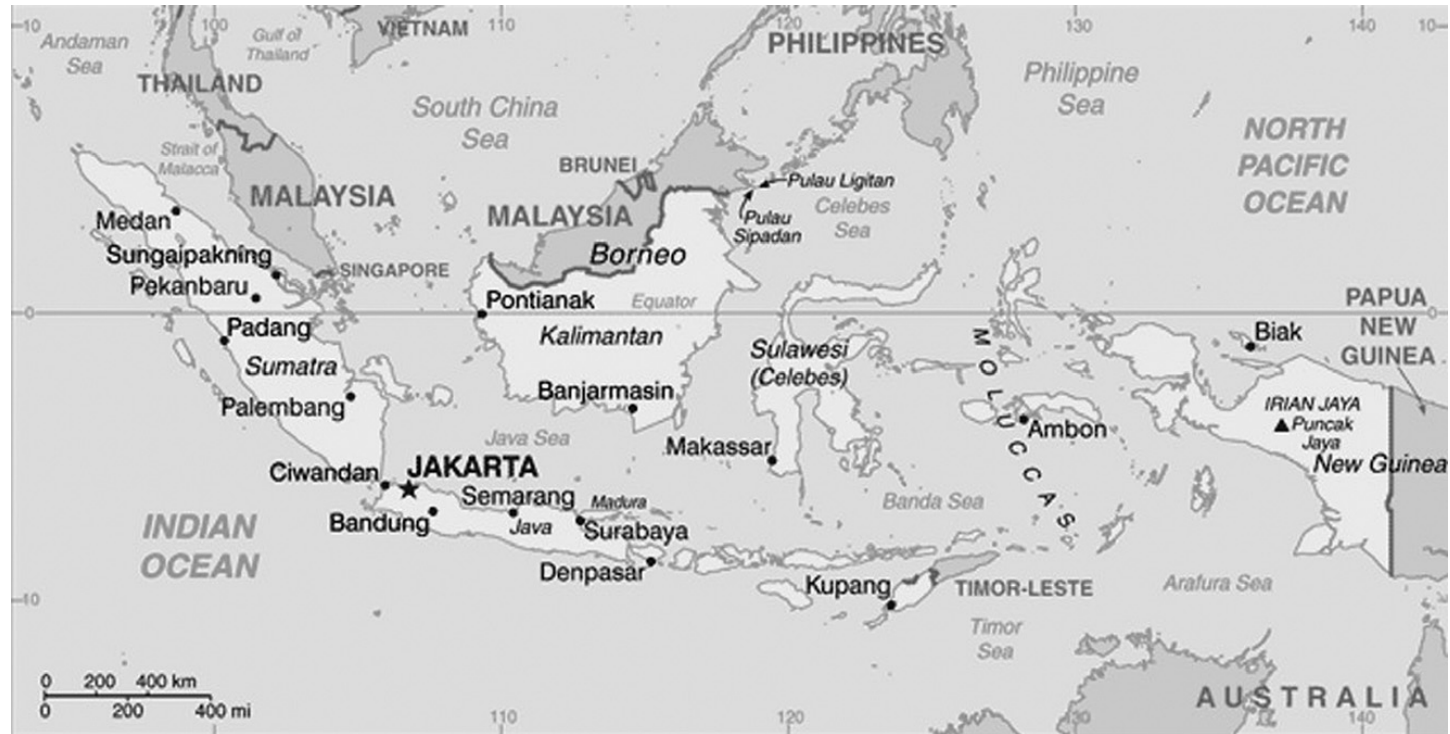 10
100
110
120
130
140
10
Andaman
Sea
Gulf of
Thailand
VIETNAM
PHILIPPINES
Philippine
Sea
THAILAND
South China
Sea
NORTH
PACIFIC
OCEAN
Strait of
Malacca
BRUNEI
MALAYSIA
MALAYSIA
Pulau Ligitan
Pulau
Sipadan
Celebes
Sea
Medan
Sungaipakning
Pekanbaru
SINGAPORE
Borneo
Pontianak
Equator
Kalimantan
PAPUA
NEW
GUINEA
0
Padang
Sumatra
Palembang
Banjarmasin
Sulawesi
(Celebes)
MOLUCCAS
Biak
IRIAN JAYA
Puncak
Jaya
New Guinea
Ambon
Makassar
Java Sea
Ciwandan
JAKARTA
Semarang
Madura
Bandung
Java
Surabaya
Denpasar
Banda Sea
INDIAN
OCEAN
Kupang
TIMOR-LESTE
Arafura Sea
10
Timor
Sea
0 200 400 km
0 200 400 mi
AUSTRALIA
110
120
130
140